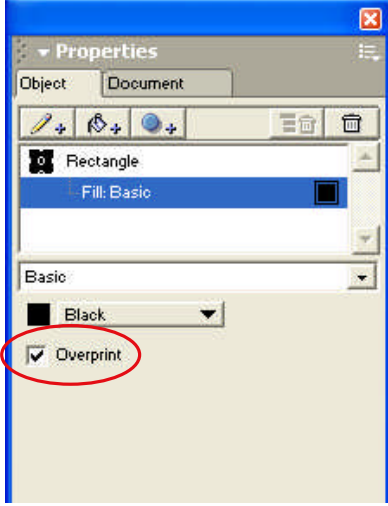 Properties
Object Document
Rectangle
Fill: Basic
Basic
Black
Overprint